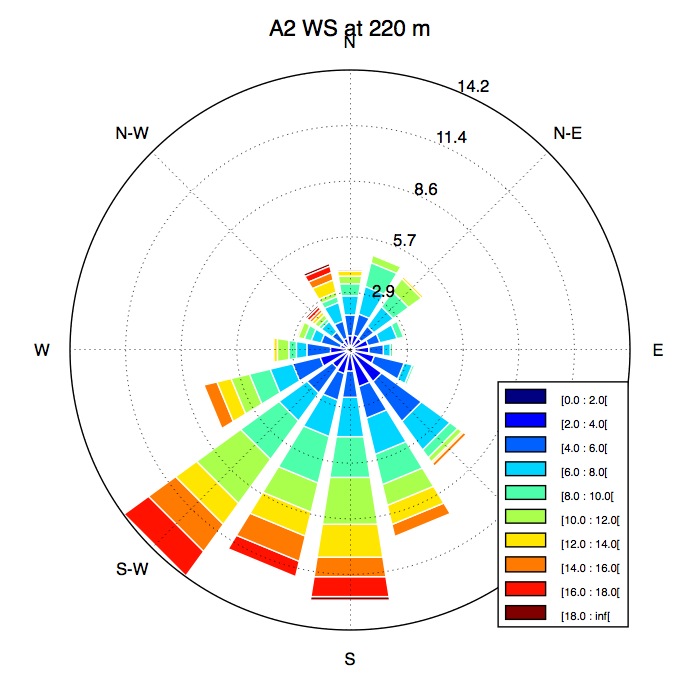 A2 WS at 220 m
N
14.2
N-W
N-E
11.4
8.6
5.7
2.9
W
E
[0.0 : 2.0[
[2.0 : 4.0[
[4.0 : 6.0[
[6.0 : 8.0[
[8.0 : 10.0[
[10.0 : 12.0[
[12.0 : 14.0[
[14.0 : 16.0[
[16.0 : 18.0[
[18.0 : inf[
S-W
S